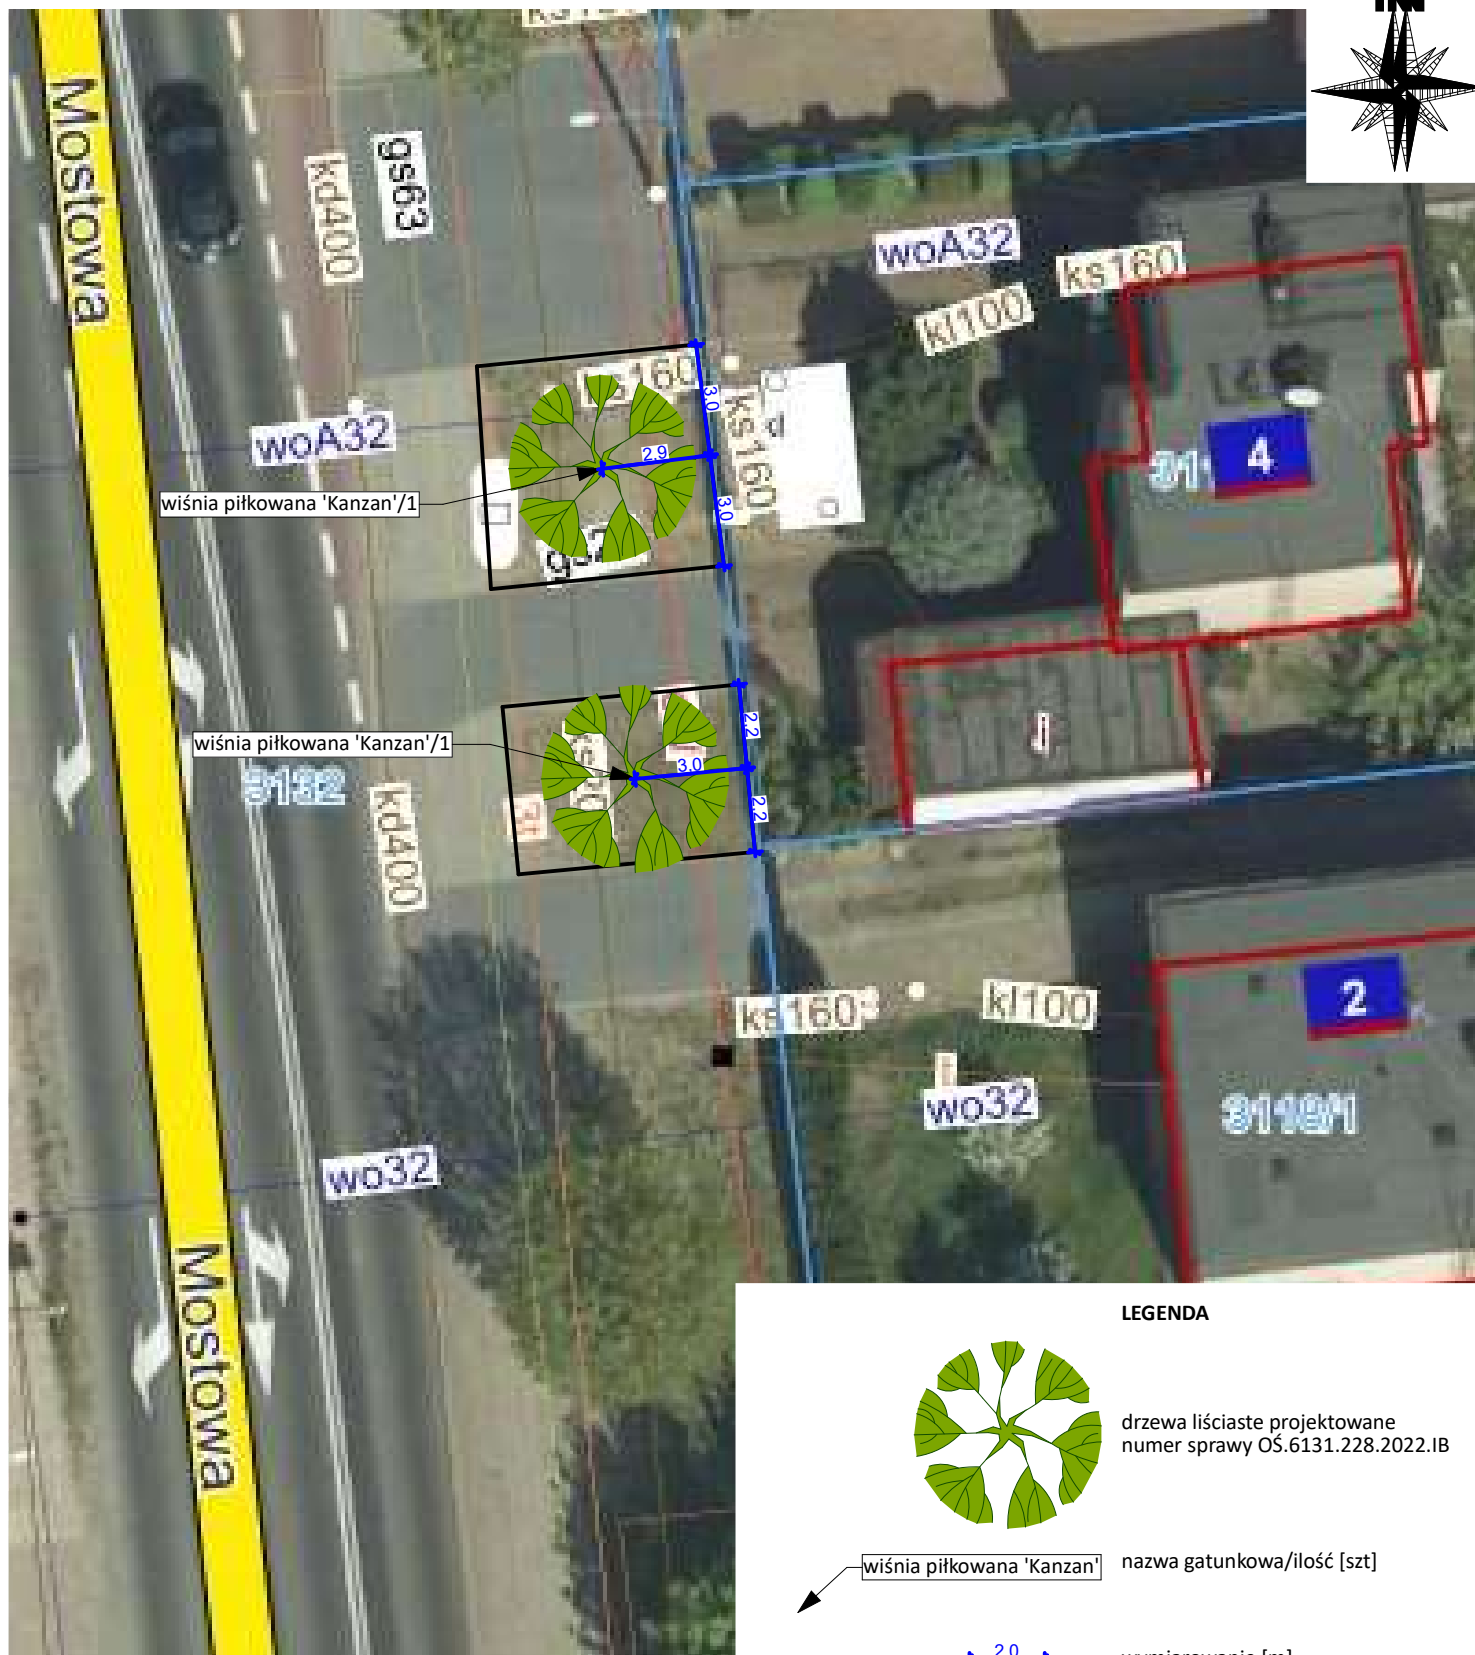 Mostowa
kd400
gs63
woA32
kl100
ks160
woA32
ks160
d
3,0
2,9
3,0
wiśnia piłkowana 'Kanzan'/1
4
j
2,2
3,0
2,2
wiśnia piłkowana 'Kanzan'/1
3132
kd400
ks160
kl100
2
wo32
3118/1
wo32
Mostowa
LEGENDA
drzewa liściaste projektowane
numer sprawy OŚ.6131.228.2022.IB
wiśnia piłkowana 'Kanzan'
nazwa gatunkowa/ilość [szt]
2,0
wymiarowanie [m]